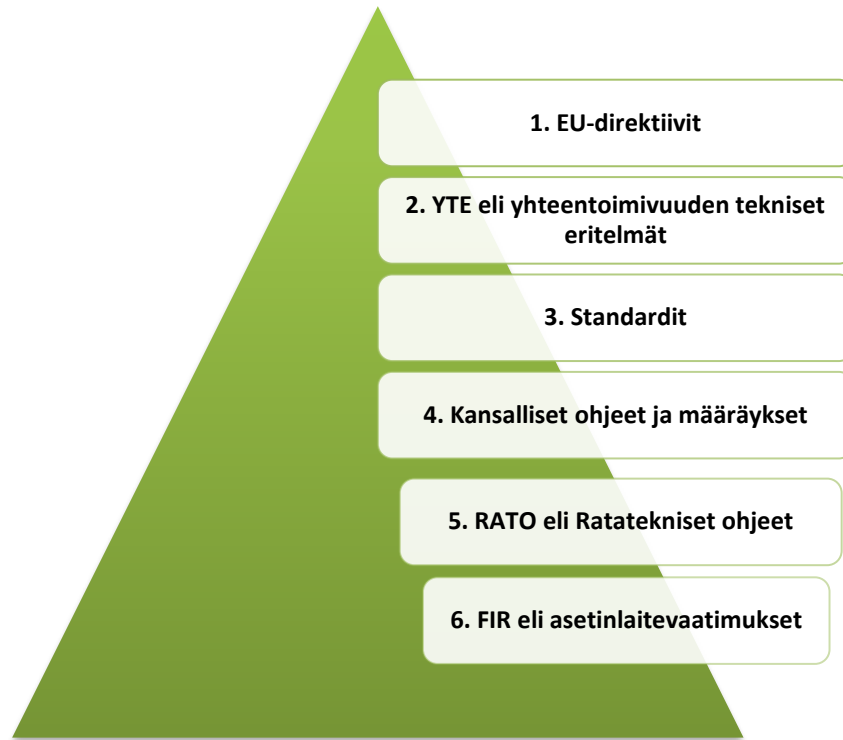 1. EU-direktiivit
2. YTE eli yhteentoimivuuden tekniset
eritelmät
3. Standardit
4. Kansalliset ohjeet ja määräykset
5. RATO eli Ratatekniset ohjeet
6. FIR eli asetinlaitevaatimukset